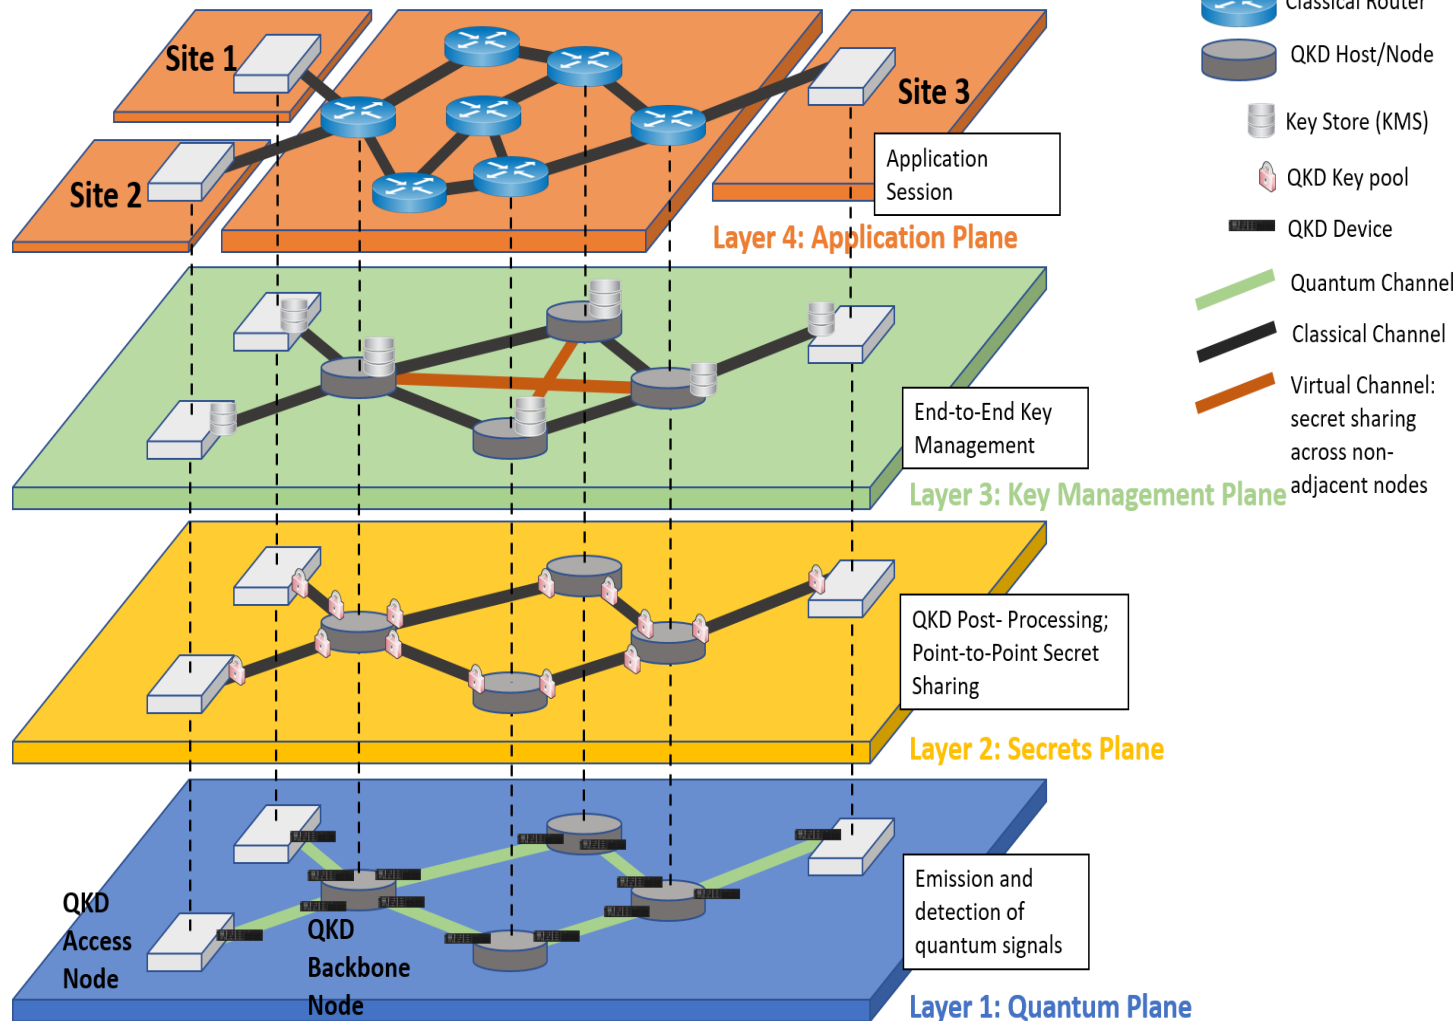 Classical Router
QKD Host/Node
Key Store (KMS)
QKD Key pool
QKD Device
Quantum Channel
Classical Channel
Virtual Channel:
secret sharing
across non-
adjacent nodes
Site 1
Site 2
Site 3
Application
Session
Layer 4: Application Plane
End-to-End Key
Management
Layer 3: Key Management Plane
QKD Post- Processing;
Point-to-Point Secret
Sharing
Layer 2: Secrets Plane
QKD
Access
Node
QKD
Backbone
Node
Emission and
detection of
quantum signals
Layer 1: Quantum Plane